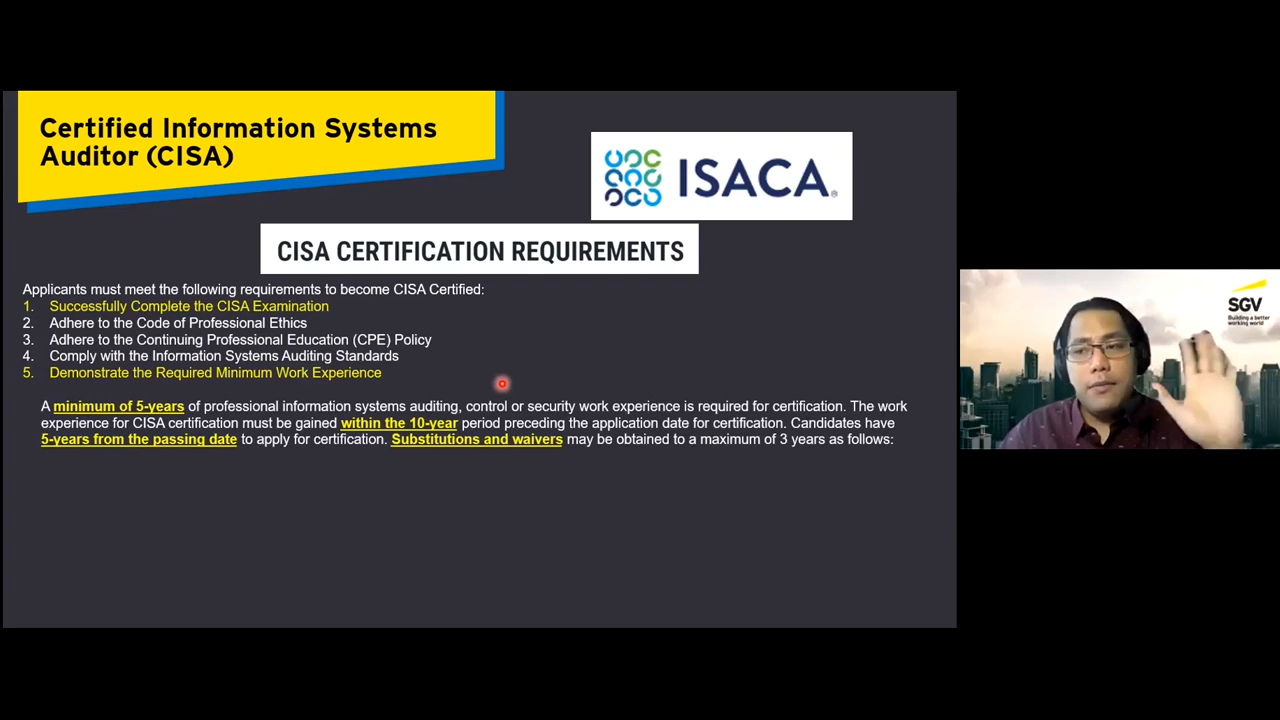 Certified Information Systems
Auditor (CISA)
ISACA®
CISA CERTIFICATION REQUIREMENTS
Applicants must meet the following requirements to become CISA Certified:
1. Successfully Complete the CISA Examination
2. Adhere to the Code of Professional Ethics
3. Adhere to the Continuing Professional Education (CPE) Policy
4. Comply with the Information Systems Auditing Standards
5. Demonstrate the Required Minimum Work Experience
A minimum of 5-years of professional information systems auditing, control or security work experience is required for certification. The work
experience for CISA certification must be gained within the 10-year period preceding the application date for certification. Candidates have
5-years from the passing date to apply for certification. Substitutions and waivers may be obtained to a maximum of 3 years as follows:
SGV
Building a better
working world